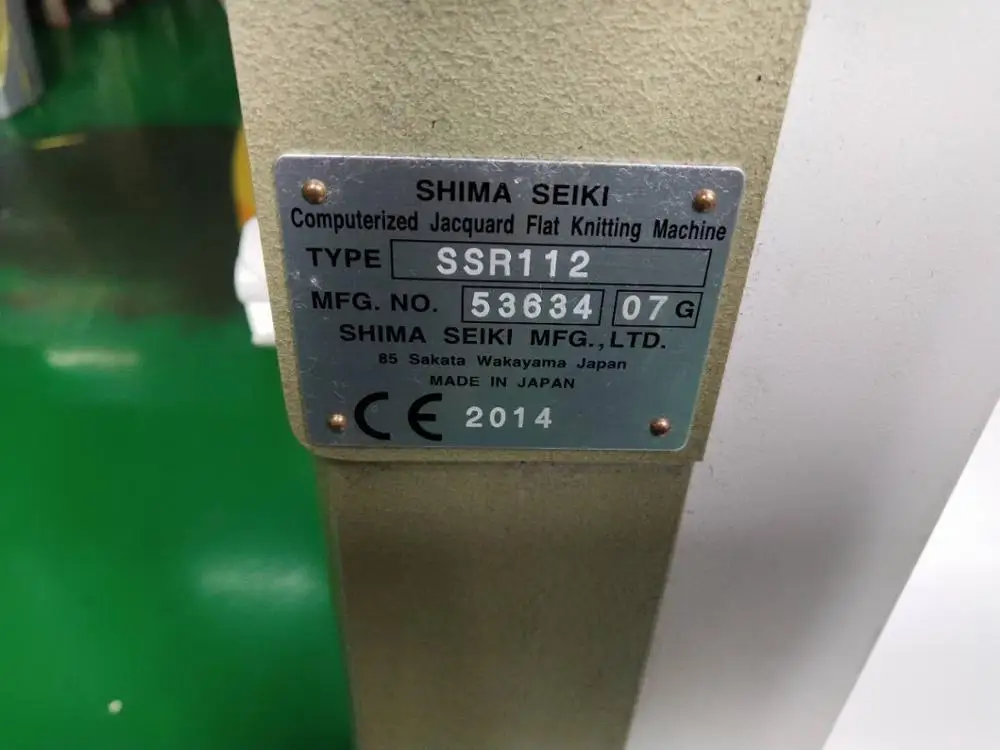 SHIMA SEIKI
Computerized Jacquard Flat Knitting Machine
TYPE SSR112
MFG. NO. 53634 07 G
SHIMA SEIKI MFG.,LTD.
85 Sakata Wakayama Japan
MADE IN JAPAN
CE 2014